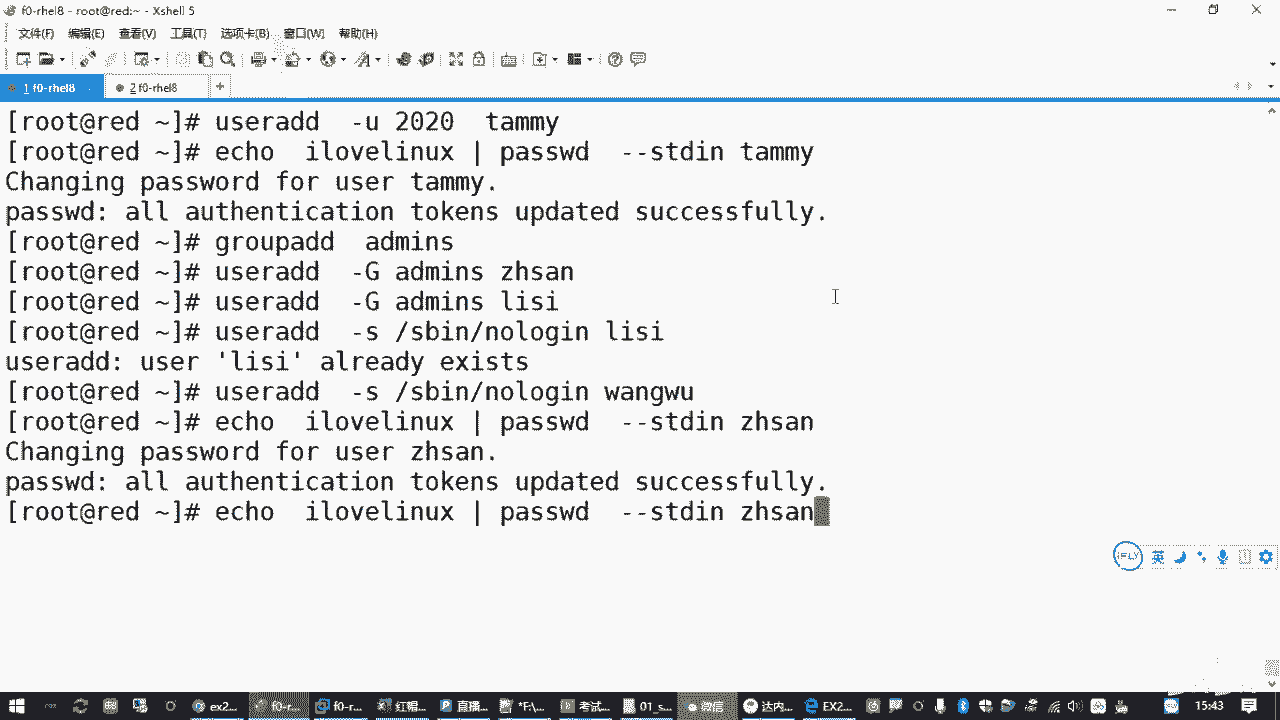 f0-rhel8 - root@red:~ - Xshell 5
文件(F) 编辑(E) 查看(V) 工具(T) 选项卡(B) 窗口(W) 帮助(H)
1 f0-rhel8 2 f0-rhel8 +
[root@red ~]# useradd  -u 2020  tammy
[root@red ~]# echo  ilovelinux | passwd  --stdin tammy
Changing password for user tammy.
passwd: all authentication tokens updated successfully.
[root@red ~]# groupadd  admins
[root@red ~]# useradd  -G admins zhsan
[root@red ~]# useradd  -G admins lisi
[root@red ~]# useradd  -s /sbin/nologin lisi
useradd: user 'lisi' already exists
[root@red ~]# useradd  -s /sbin/nologin wangwu
[root@red ~]# echo  ilovelinux | passwd  --stdin zhsan
Changing password for user zhsan.
passwd: all authentication tokens updated successfully.
[root@red ~]# echo  ilovelinux | passwd  --stdin zhsan
iFLY 英
ex2... f0-r... f0-r... 红帽... 直播... *F:\... 考试... 01_s... 微信 达内... EX2... 15:43